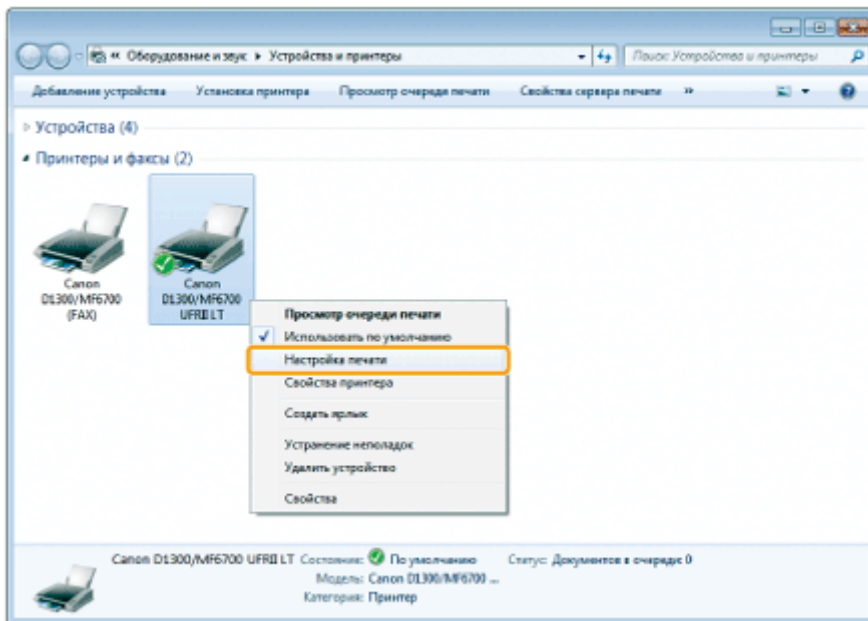 « Оборудование и звук ▸ Устройства и принтеры Поиск: Устройства и принтеры
Добавление устройства Установка принтера Просмотр очереди печати Свойства сервера печати »
Устройства (4)
Принтеры и факсы (2)
Canon
D1300/MF6700
(FAX)
Canon
D1300/MF6700
UFRII LT
Просмотр очереди печати
Использовать по умолчанию
Настройка печати
Свойства принтера
Создать ярлык
Устранение неполадок
Удалить устройство
Свойства
Canon D1300/MF6700 UFRII LT Состояние: По умолчанию Статус: Документов в очереди: 0
Модель: Canon D1300/MF6700 ...
Категория: Принтер